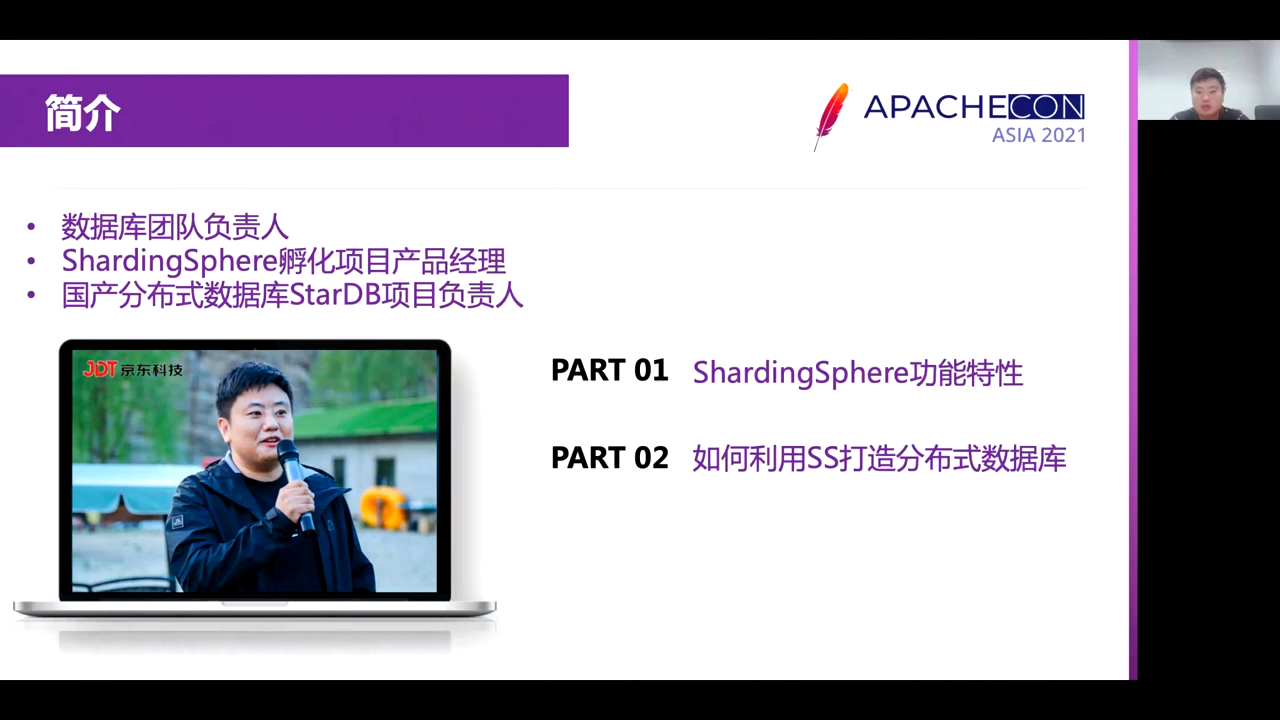 简介
APACHECON
ASIA 2021
• 数据库团队负责人
• ShardingSphere孵化项目产品经理
• 国产分布式数据库StarDB项目负责人
JDT 京东科技
PART 01 ShardingSphere功能特性
PART 02 如何利用SS打造分布式数据库